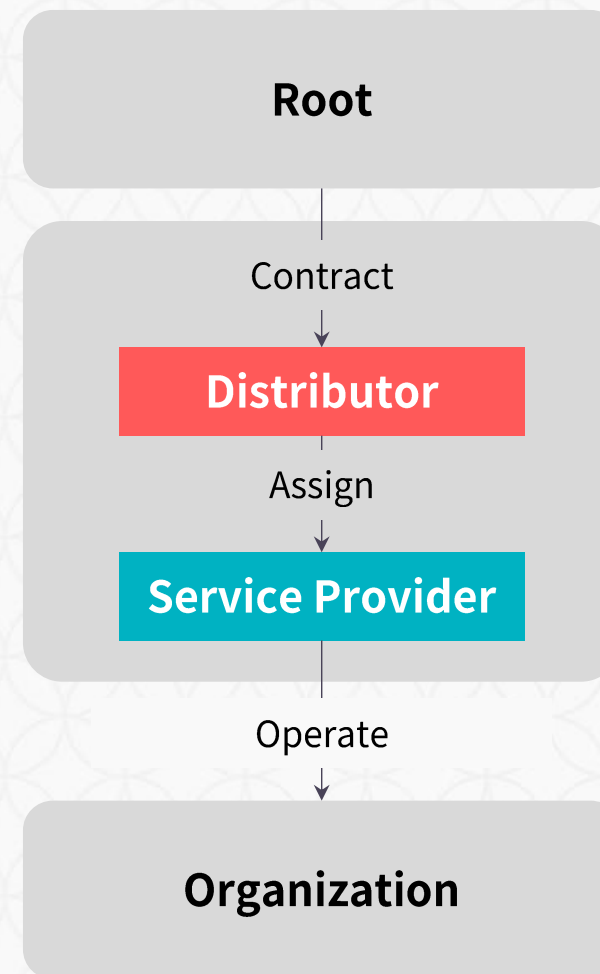 Root
Contract
Distributor
Assign
Service Provider
Operate
Organization